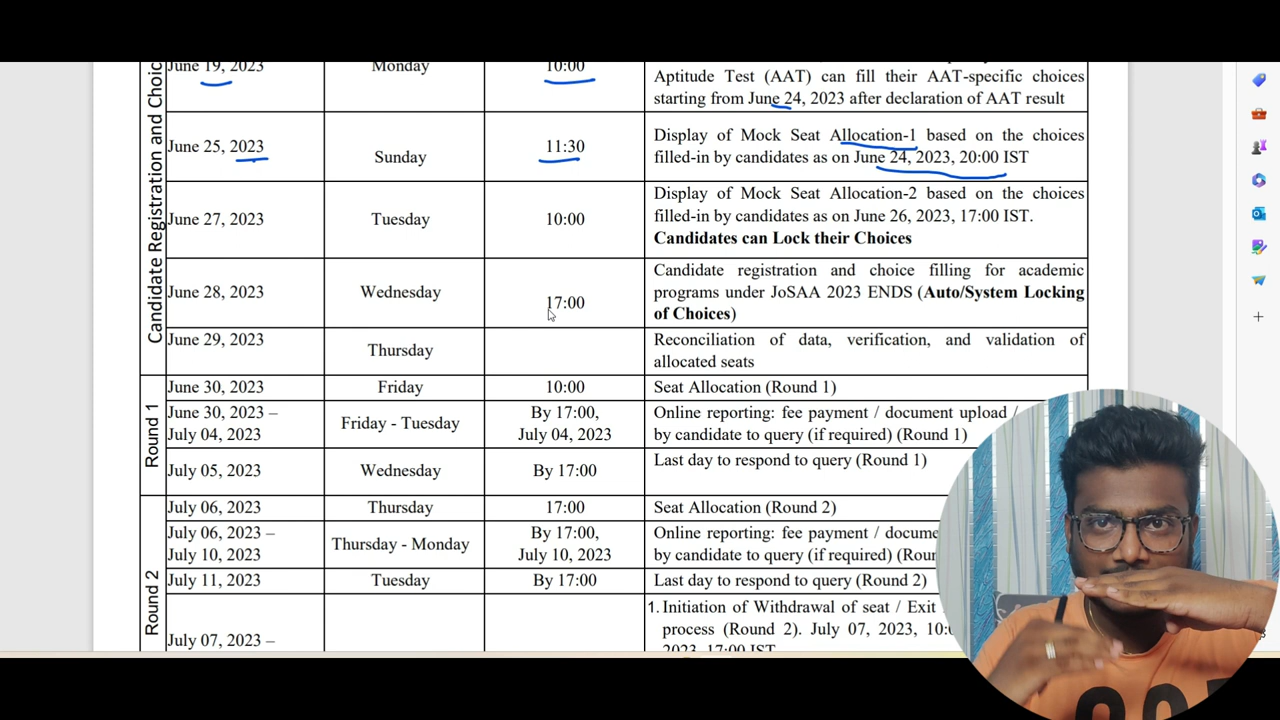 Candidate Registration and Choic
June 19, 2023
Monday
10:00
Aptitude Test (AAT) can fill their AAT-specific choices
starting from June 24, 2023 after declaration of AAT result
June 25, 2023
Sunday
11:30
Display of Mock Seat Allocation-1 based on the choices
filled-in by candidates as on June 24, 2023, 20:00 IST
June 27, 2023
Tuesday
10:00
Display of Mock Seat Allocation-2 based on the choices
filled-in by candidates as on June 26, 2023, 17:00 IST.
Candidates can Lock their Choices
June 28, 2023
Wednesday
17:00
Candidate registration and choice filling for academic
programs under JoSAA 2023 ENDS (Auto/System Locking
of Choices)
June 29, 2023
Thursday
Reconciliation of data, verification, and validation of
allocated seats
Round 1
June 30, 2023
Friday
10:00
Seat Allocation (Round 1)
June 30, 2023 –
July 04, 2023
Friday - Tuesday
By 17:00,
July 04, 2023
Online reporting: fee payment / document upload /
by candidate to query (if required) (Round 1)
July 05, 2023
Wednesday
By 17:00
Last day to respond to query (Round 1)
Round 2
July 06, 2023
Thursday
17:00
Seat Allocation (Round 2)
July 06, 2023 –
July 10, 2023
Thursday - Monday
By 17:00,
July 10, 2023
Online reporting: fee payment / docume
by candidate to query (if required) (Roun
July 11, 2023
Tuesday
By 17:00
Last day to respond to query (Round 2)
July 07, 2023 –
1. Initiation of Withdrawal of seat / Exit
process (Round 2). July 07, 2023, 10:0
2023, 17:00 IST